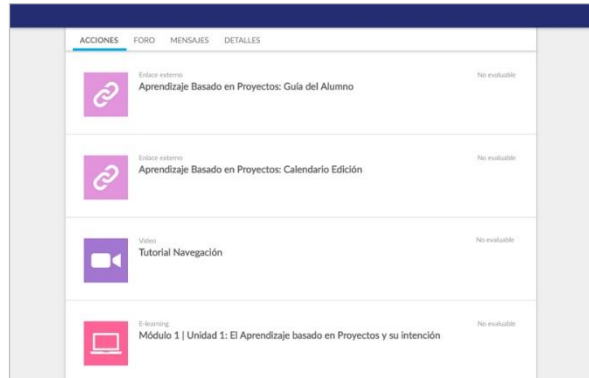 ACCIONES FORO MENSAJES DETALLES
Enlace externo No evaluable
Aprendizaje Basado en Proyectos: Guía del Alumno
Enlace externo No evaluable
Aprendizaje Basado en Proyectos: Calendario Edición
Video No evaluable
Tutorial Navegación
E-learning No evaluable
Módulo 1 | Unidad 1: El Aprendizaje basado en Proyectos y su intención